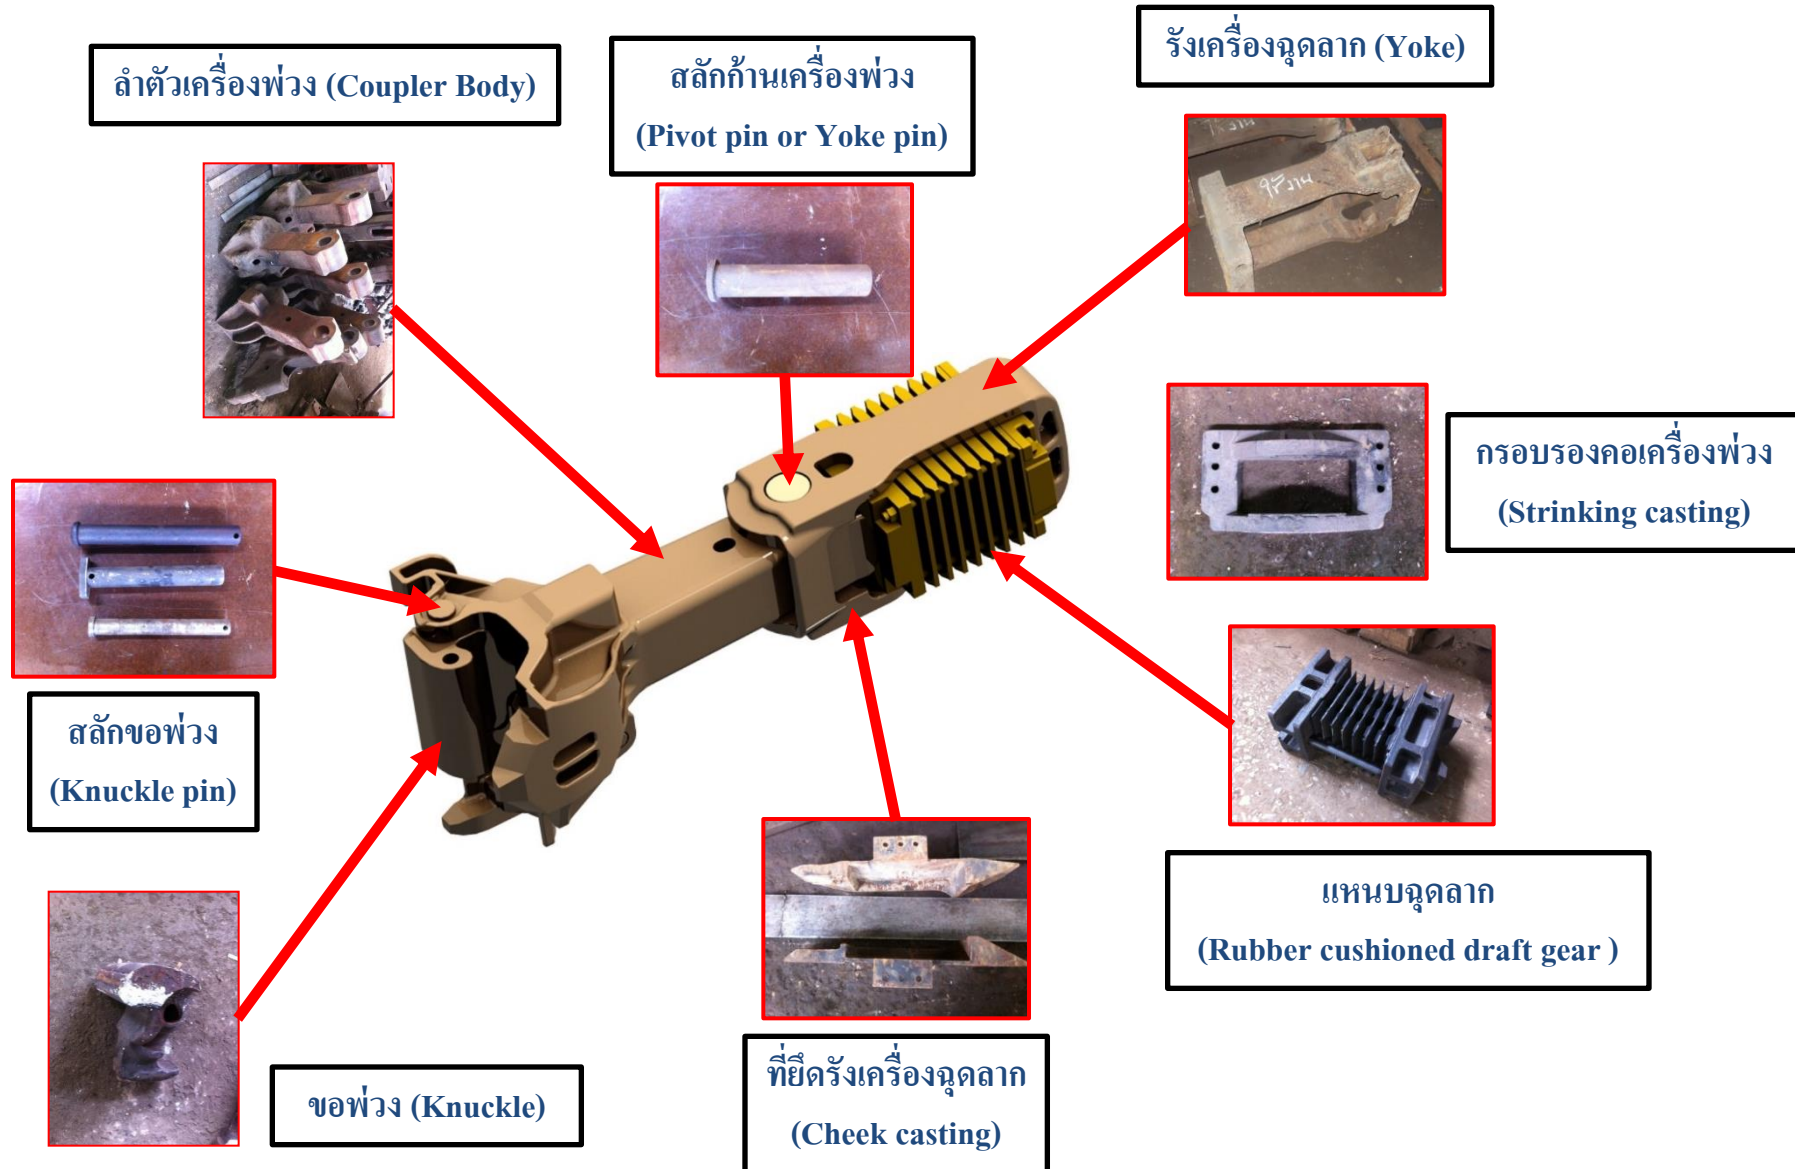 ลำตัวเครื่องพ่วง (Coupler Body)
สลักก้านเครื่องพ่วง
(Pivot pin or Yoke pin)
รังเครื่องฉุดลาก (Yoke)
ใช้งาน
กรอบรองคอเครื่องพ่วง
(Strinking casting)
สลักขอพ่วง
(Knuckle pin)
แหนบฉุดลาก
(Rubber cushioned draft gear )
ขอพ่วง (Knuckle)
ที่ยึดรังเครื่องฉุดลาก
(Cheek casting)